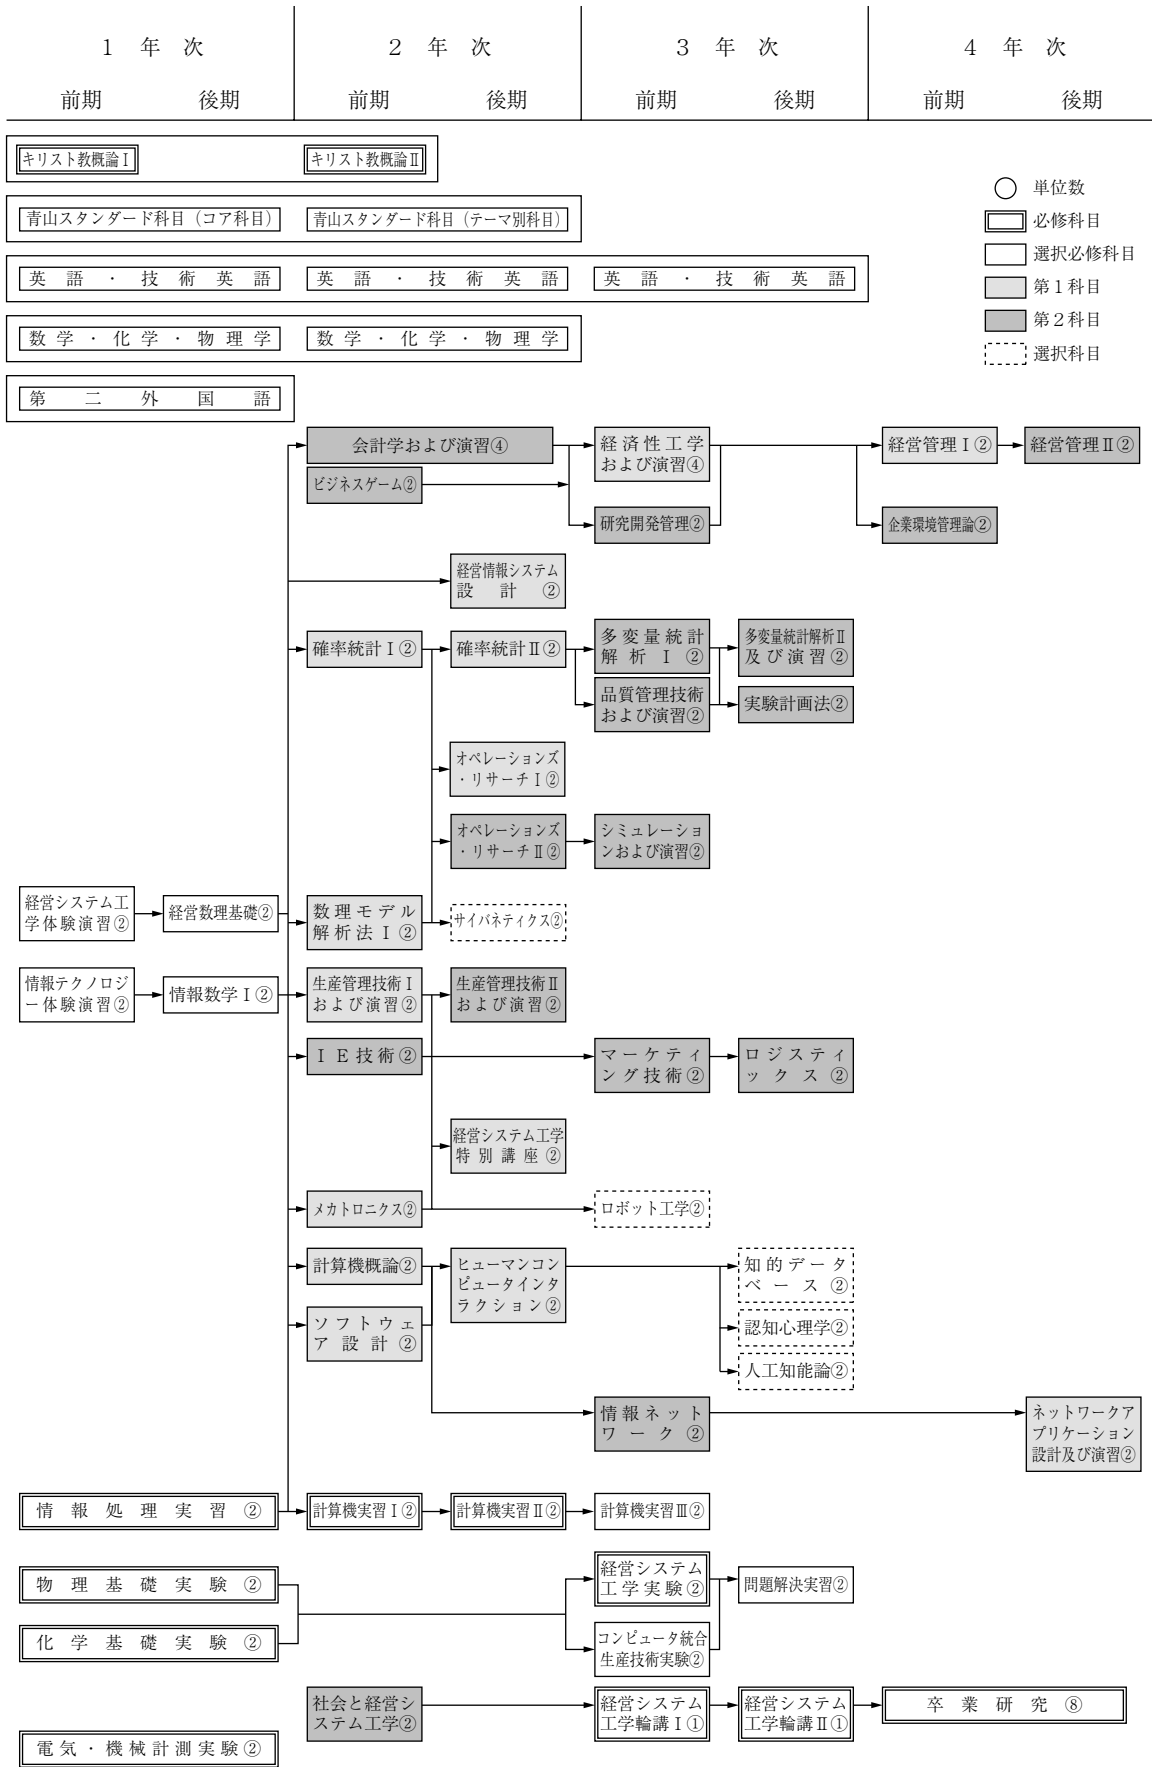 1 年 次
2 年 次
3 年 次
4 年 次
前期
後期
前期
後期
前期
後期
前期
後期
キリスト教概論Ⅰ
キリスト教概論Ⅱ
青山スタンダード科目（コア科目）
青山スタンダード科目（テーマ別科目）
英語・技術英語
英語・技術英語
英語・技術英語
数学・化学・物理学
数学・化学・物理学
第二外国語
単位数
必修科目
選択必修科目
第1科目
第2科目
選択科目
会計学および演習④
経済性工学
および演習④
経営管理Ⅰ②
経営管理Ⅱ②
ビジネスゲーム②
研究開発管理②
企業環境管理論②
経営情報システム
設計②
確率統計Ⅰ②
確率統計Ⅱ②
多変量統計
解析Ⅰ②
多変量統計解析Ⅱ
及び演習②
品質管理技術
および演習②
実験計画法②
オペレーションズ
・リサーチⅠ②
オペレーションズ
・リサーチⅡ②
シミュレーショ
ンおよび演習②
経営システム工
学体験演習②
経営数理基礎②
数理モデル
解析法Ⅰ②
サイバネティクス②
情報テクノロジ
ー体験演習②
情報数学Ⅰ②
生産管理技術Ⅰ
および演習②
生産管理技術Ⅱ
および演習②
IE技術②
マーケティ
ング技術②
ロジスティ
ックス②
経営システム工学
特別講座②
メカトロニクス②
ロボット工学②
計算機概論②
ヒューマンコン
ピュータインタ
ラクション②
知的データ
ベース②
ソフトウェ
ア設計②
認知心理学②
人工知能論②
情報ネット
ワーク②
ネットワークア
プリケーション
設計及び演習②
情報処理実習②
計算機実習Ⅰ②
計算機実習Ⅱ②
計算機実習Ⅲ②
物理基礎実験②
経営システム
工学実験②
問題解決実習②
化学基礎実験②
コンピュータ統合
生産技術実験②
社会と経営シ
ステム工学②
経営システム
工学輪講Ⅰ①
経営システム
工学輪講Ⅱ①
卒業研究⑧
電気・機械計測実験②